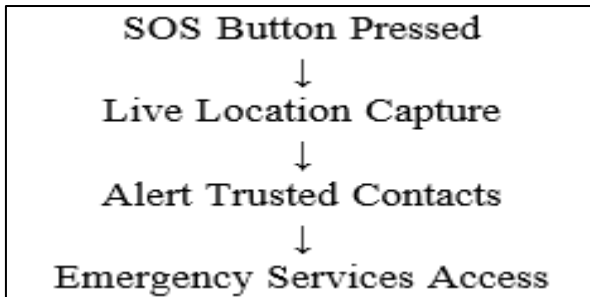 SOS Button Pressed
↓
Live Location Capture
↓
Alert Trusted Contacts
↓
Emergency Services Access